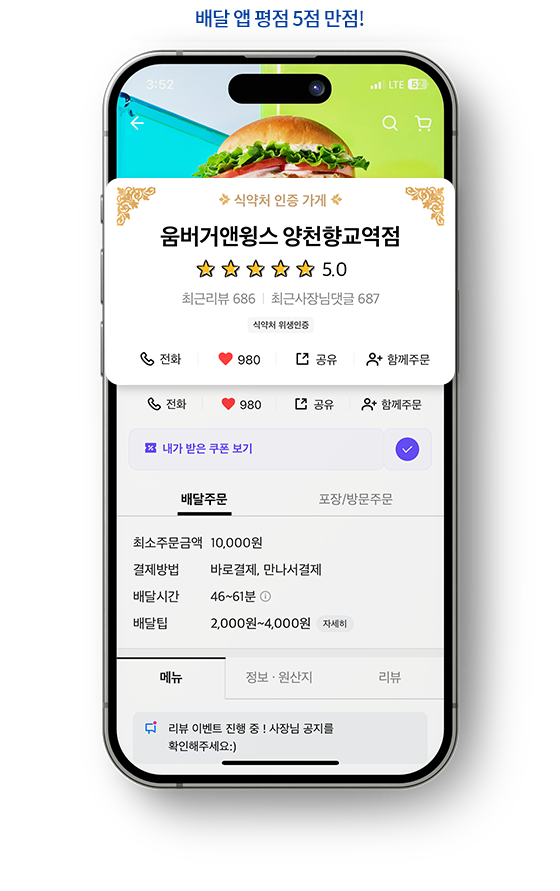 배달 앱 평점 5점 만점!
3:52 LTE 52
식약처 인증 가게
움버거앤윙스 양천향교역점
5.0
최근리뷰 686 | 최근사장님댓글 687
식약처 위생인증
전화 980 공유 함께주문
전화 980 공유 함께주문
내가 받은 쿠폰 보기
배달주문 포장/방문주문
최소주문금액 10,000원
결제방법 바로결제, 만나서결제
배달시간 46~61분
배달팁 2,000원~4,000원 자세히
메뉴 정보 · 원산지 리뷰
리뷰 이벤트 진행 중 ! 사장님 공지를
확인해주세요:)